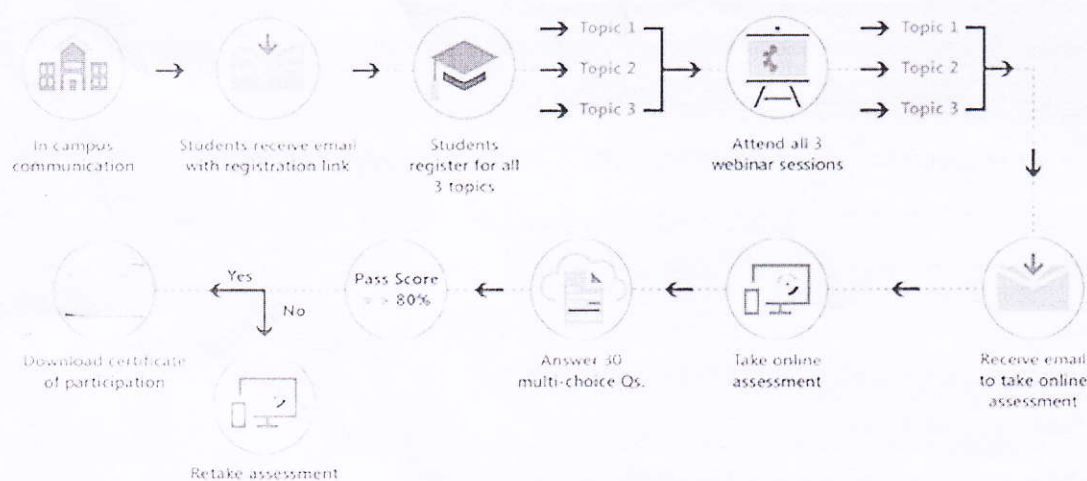 In campus
communication
Students receive email
with registration link
Students
register for all
3 topics
Topic 1
Topic 2
Topic 3
Attend all 3
webinar sessions
Topic 1
Topic 2
Topic 3
Receive email
to take online
assessment
Take online
assessment
Answer 30
multi-choice Qs.
Pass Score
80%
Yes
No
Download certificate
of participation
Retake assessment